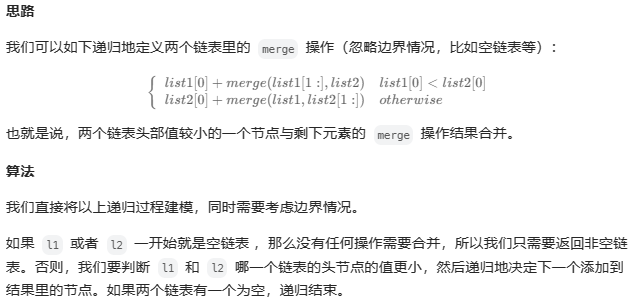 思路
我们可以如下递归地定义两个链表里的 merge 操作（忽略边界情况，比如空链表等）：
list1[0] + merge(list1[1:], list2) list1[0] < list2[0]
list2[0] + merge(list1, list2[1:]) otherwise
也就是说，两个链表头部值较小的一个节点与剩下元素的 merge 操作结果合并。
算法
我们直接将以上递归过程建模，同时需要考虑边界情况。
如果 l1 或者 l2 一开始就是空链表 ，那么没有任何操作需要合并，所以我们只需要返回非空链
表。否则，我们要判断 l1 和 l2 哪一个链表的头节点的值更小，然后递归地决定下一个添加到
结果里的节点。如果两个链表有一个为空，递归结束。